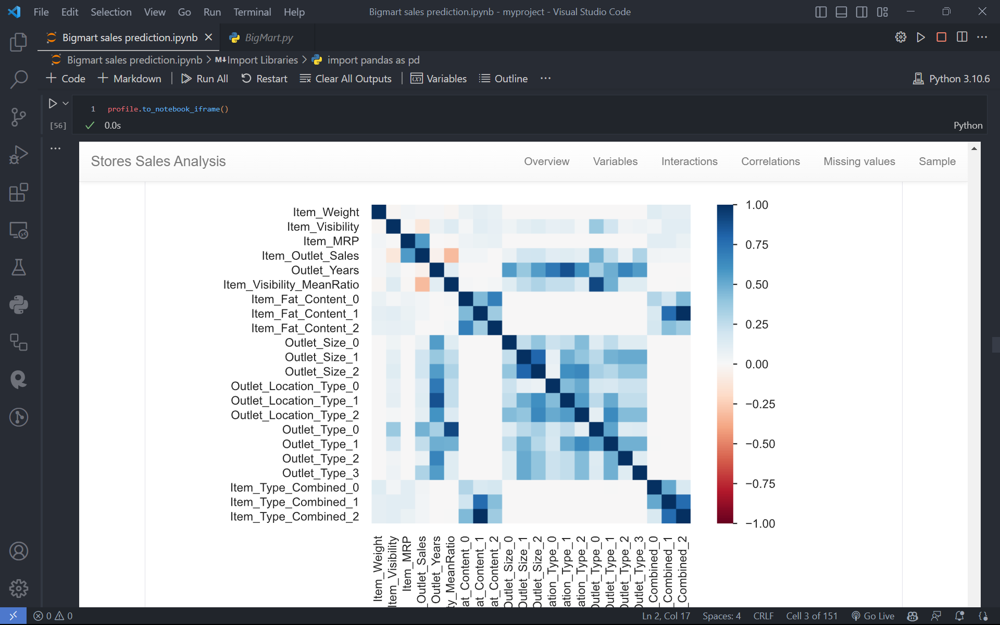 File Edit Selection View Go Run Terminal Help Bigmart sales prediction.ipynb - myproject - Visual Studio Code
Bigmart sales prediction.ipynb BigMart.py
Bigmart sales prediction.ipynb > M↓Import Libraries > import pandas as pd
+ Code + Markdown Run All Restart Clear All Outputs Variables Outline ··· Python 3.10.6
1 profile.to_notebook_iframe()
[56] 0.0s Python
Stores Sales Analysis Overview Variables Interactions Correlations Missing values Sample
Item_Weight
Item_Visibility
Item_MRP
Item_Outlet_Sales
Outlet_Years
Item_Visibility_MeanRatio
Item_Fat_Content_0
Item_Fat_Content_1
Item_Fat_Content_2
Outlet_Size_0
Outlet_Size_1
Outlet_Size_2
Outlet_Location_Type_0
Outlet_Location_Type_1
Outlet_Location_Type_2
Outlet_Type_0
Outlet_Type_1
Outlet_Type_2
Outlet_Type_3
Item_Type_Combined_0
Item_Type_Combined_1
Item_Type_Combined_2
1.00
0.75
0.50
0.25
0.00
−0.25
−0.50
−0.75
−1.00
Item_Weight
Item_Visibility
Item_MRP
_Outlet_Sales
Outlet_Years
ty_MeanRatio
at_Content_0
at_Content_1
at_Content_2
Outlet_Size_0
Outlet_Size_1
Outlet_Size_2
ation_Type_0
ation_Type_1
ation_Type_2
Outlet_Type_0
Outlet_Type_1
Outlet_Type_2
Outlet_Type_3
_Combined_0
_Combined_1
_Combined_2
0 0 Ln 2, Col 17 Spaces: 4 CRLF Cell 3 of 151 Go Live